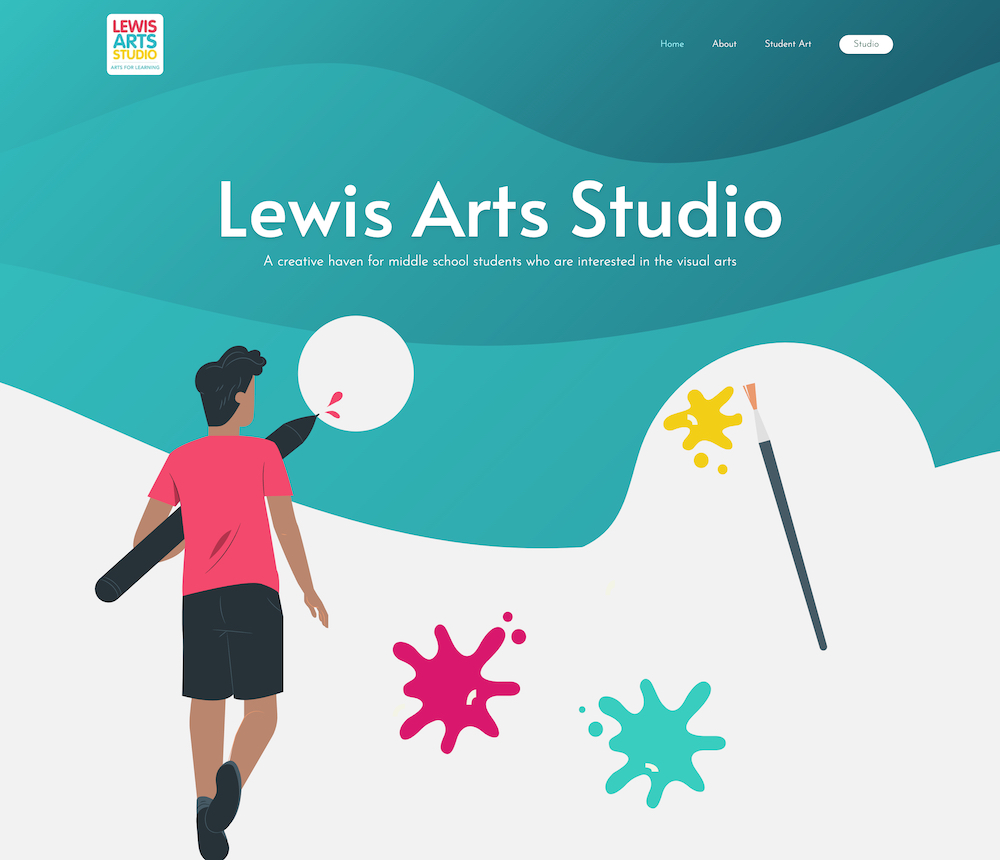 LEWIS
ARTS
STUDIO
ARTS FOR LEARNING
Home
About
Student Art
Studio
Lewis Arts Studio
A creative haven for middle school students who are interested in the visual arts